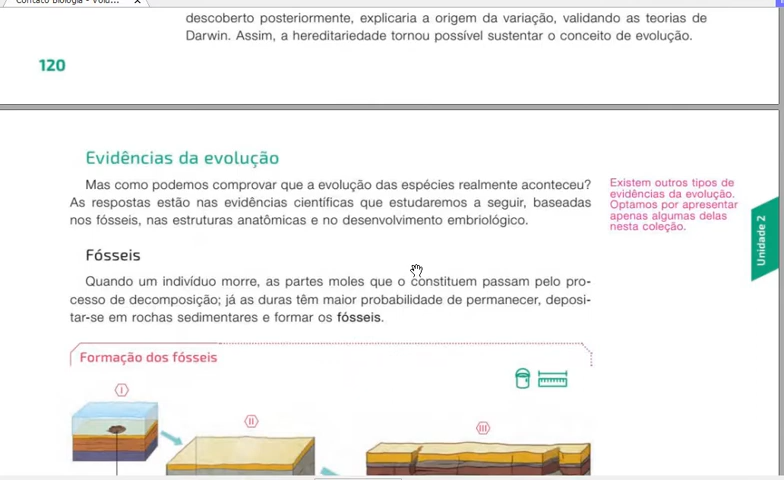 Contato Biologia - Volu...
descoberto posteriormente, explicaria a origem da variação, validando as teorias de
Darwin. Assim, a hereditariedade tornou possível sustentar o conceito de evolução.
120
Evidências da evolução
Mas como podemos comprovar que a evolução das espécies realmente aconteceu?
As respostas estão nas evidências científicas que estudaremos a seguir, baseadas
nos fósseis, nas estruturas anatômicas e no desenvolvimento embriológico.
Existem outros tipos de
evidências da evolução.
Optamos por apresentar
apenas algumas delas
nesta coleção.
Unidade 2
Fósseis
Quando um indivíduo morre, as partes moles que o constituem passam pelo pro-
cesso de decomposição; já as duras têm maior probabilidade de permanecer, deposi-
tar-se em rochas sedimentares e formar os fósseis.
Formação dos fósseis
I
II
III